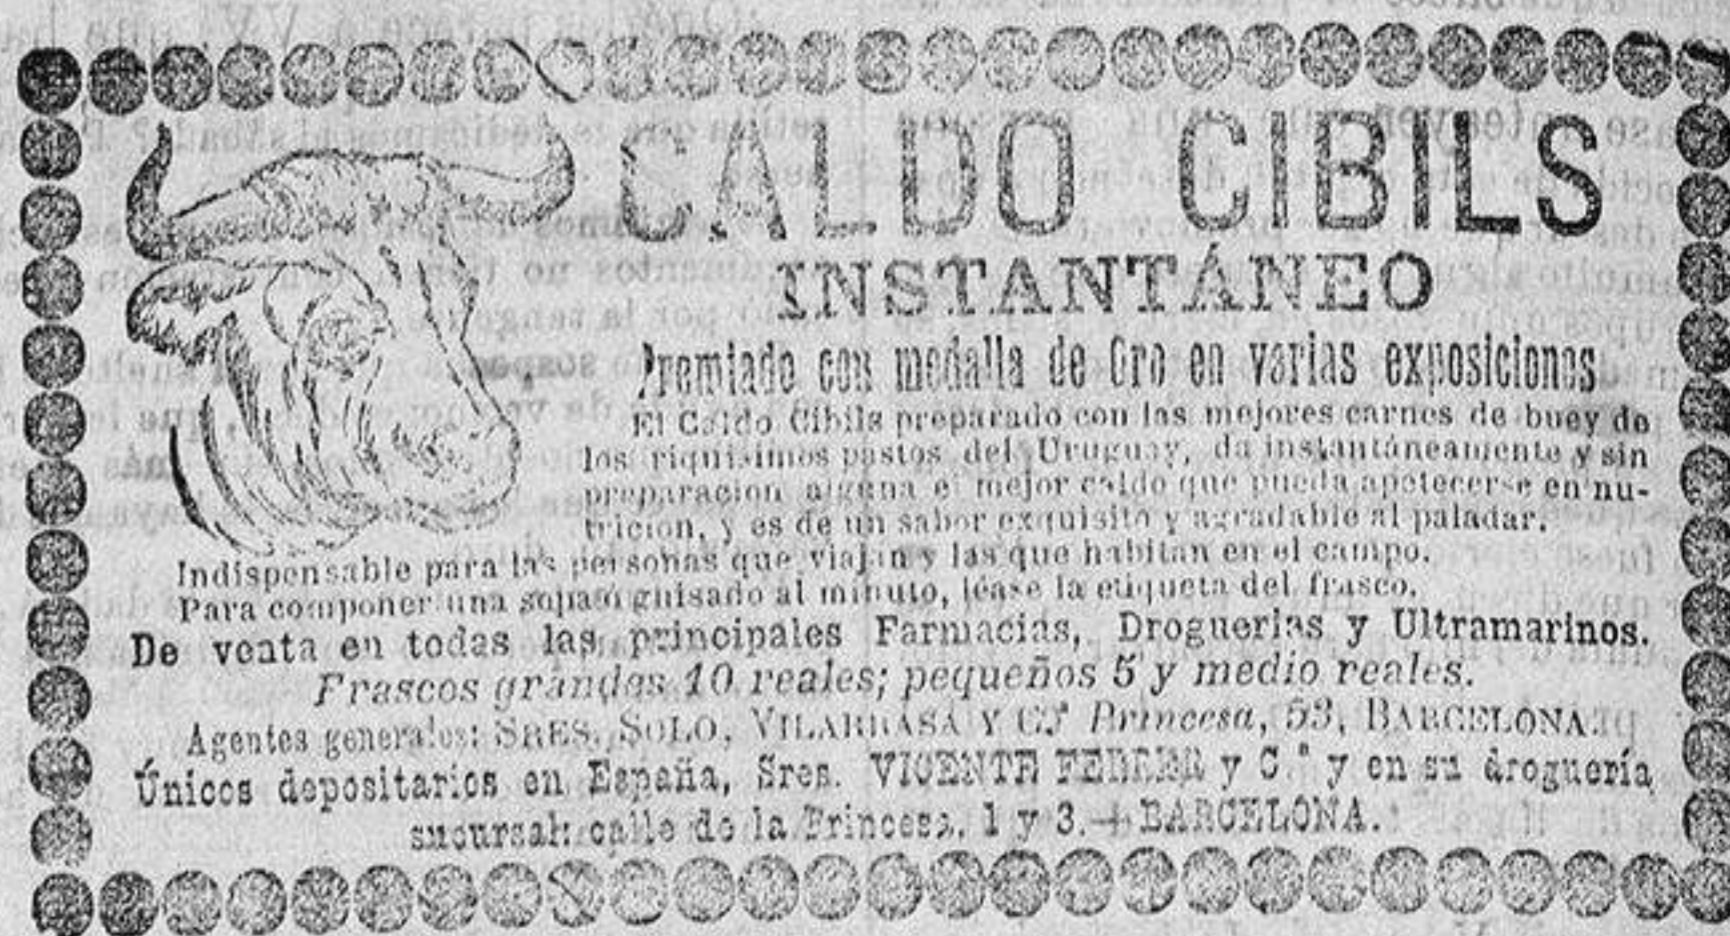 CALDO CIBILS
INSTANTÁNEO
Premiado con medalla de Oro en varias exposiciones
El Caldo Cibils preparado con las mejores carnes de buey de
los riquisimos pastos del Uruguay, da instantáneamente y sin
preparacion alguna el mejor caldo que pueda apetecerse en nu-
tricion, y es de un sabor exquisito y agradable al paladar.
Indispensable para las personas que viajan y las que habitan en el campo.
Para componer una sopa ó guisado al minuto, léase la etiqueta del frasco.
De venta en todas las principales Farmacias, Droguerias y Ultramarinos.
Frascos grandes 10 reales; pequeños 5 y medio reales.
Agentes generales: SRES. SOLO, VILARRASA Y C.ª Princesa, 53, BARCELONA.
Únicos depositarios en España, Sres. VICENTE FERRER y C.ª y en su droguería
sucursal: calle de la Princesa, 1 y 3.—BARCELONA.